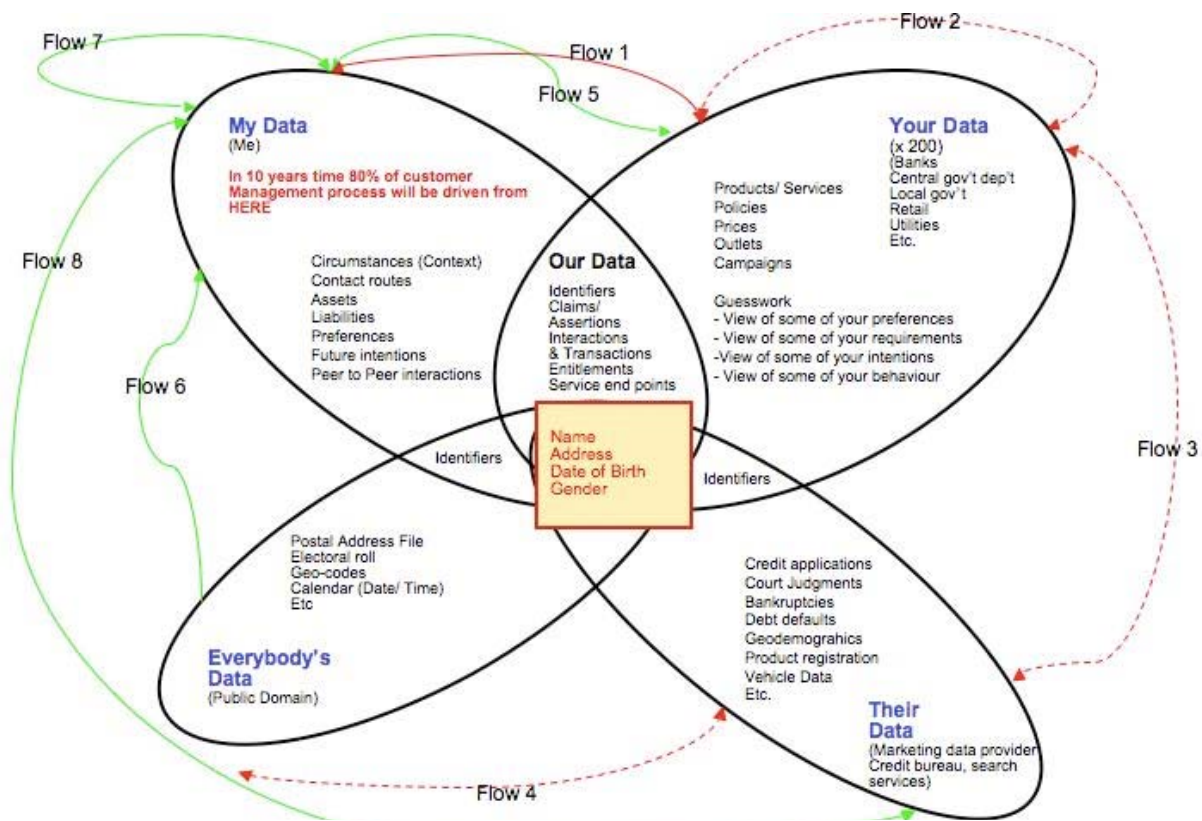 Flow 7
Flow 1
Flow 2
Flow 5
My Data
(Me)
In 10 years time 80% of customer
Management process will be driven from
HERE
Your Data
(x 200)
(Banks
Central gov't dep't
Local gov't
Retail
Utilities
Etc.
Products/ Services
Policies
Prices
Outlets
Campaigns
Guesswork
- View of some of your preferences
- View of some of your requirements
-View of some of your intentions
- View of some of your behaviour
Flow 8
Circumstances (Context)
Contact routes
Assets
Liabilities
Preferences
Future intentions
Peer to Peer interactions
Our Data
Identifiers
Claims/
Assertions
Interactions
& Transactions
Entitlements
Service end points
Flow 6
Flow 3
Identifiers
Name
Address
Date of Birth
Gender
Identifiers
Postal Address File
Electoral roll
Geo-codes
Calendar (Date/ Time)
Etc
Everybody's
Data
(Public Domain)
Credit applications
Court Judgments
Bankruptcies
Debt defaults
Geodemograhics
Product registration
Vehicle Data
Etc.
Their
Data
(Marketing data provider
Credit bureau, search
services)
Flow 4